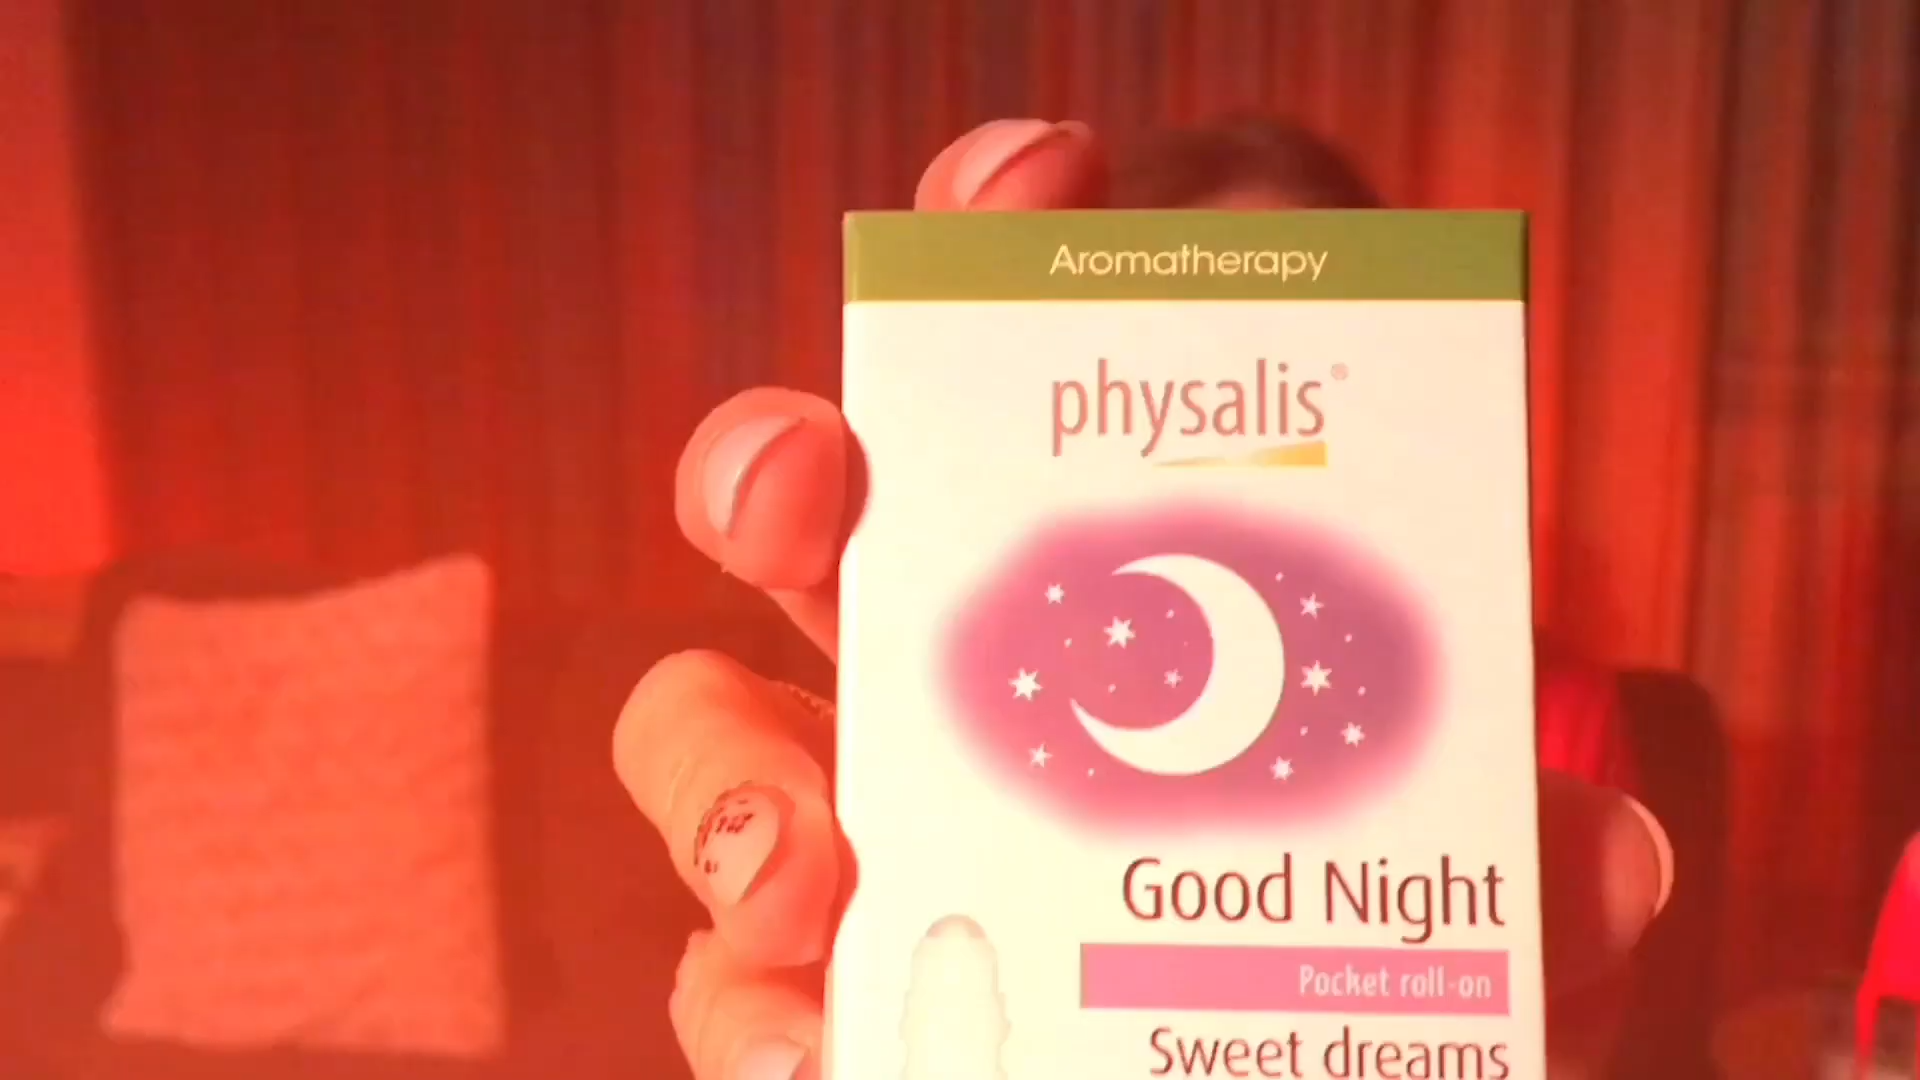 Aromatherapy
physalis®
Good Night
Pocket roll-on
Sweet dreams